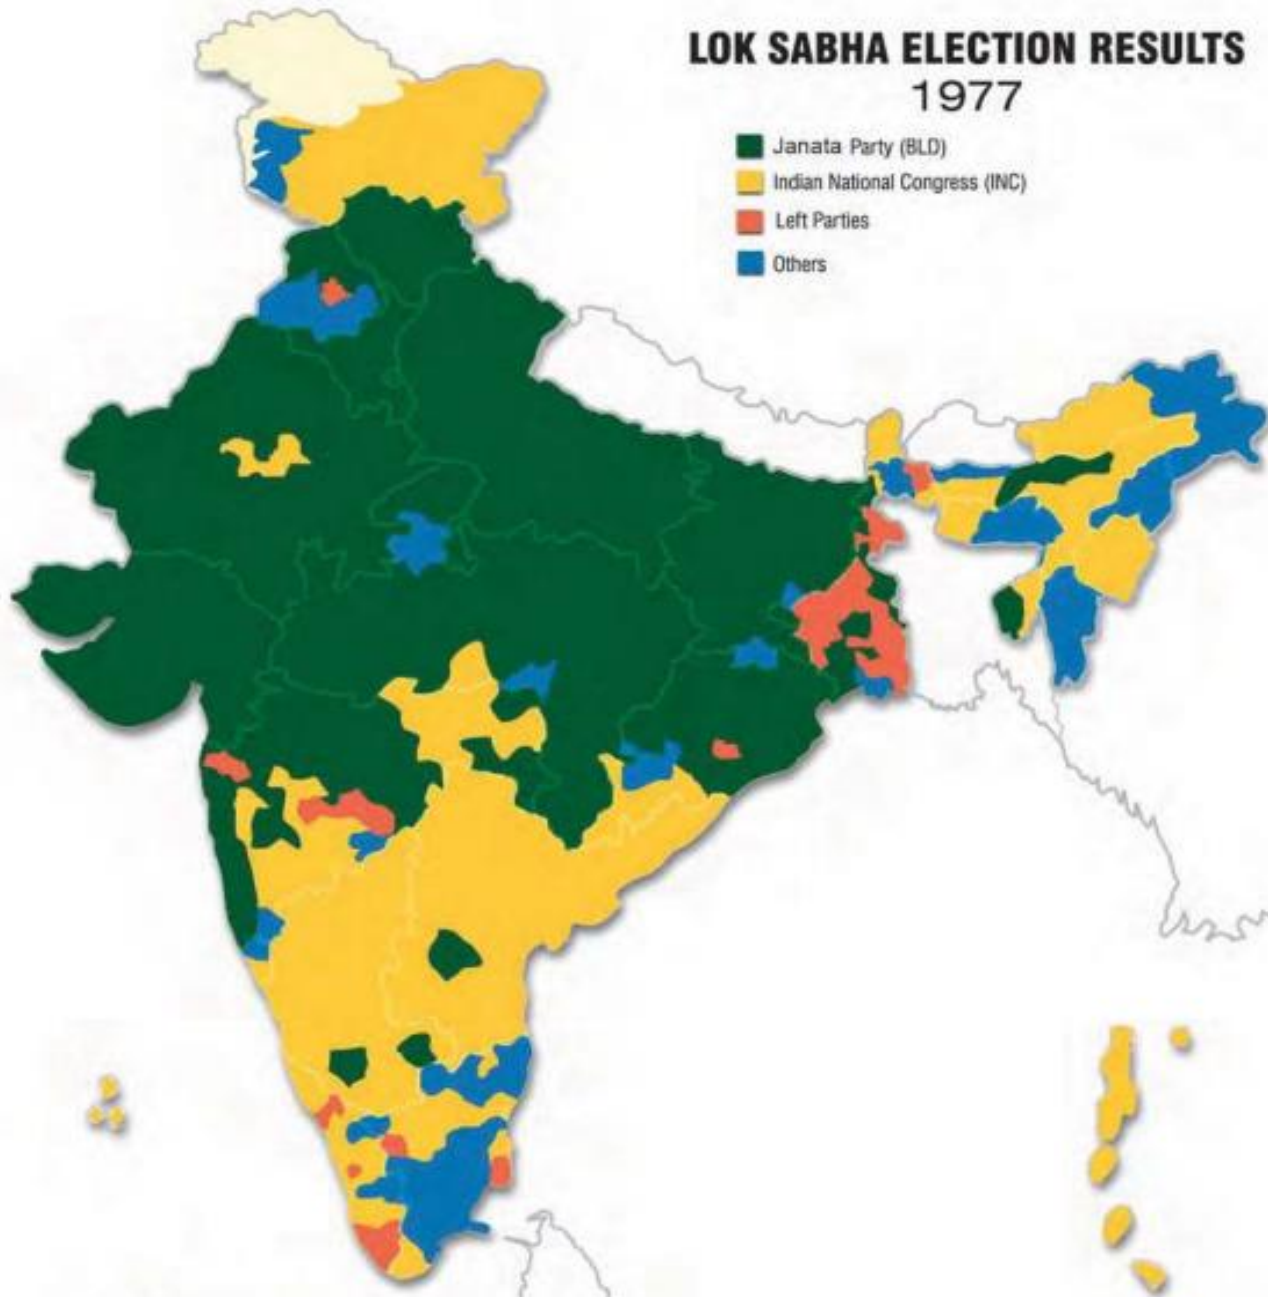 LOK SABHA ELECTION RESULTS
1977
Janata Party (BLD)
Indian National Congress (INC)
Left Parties
Others